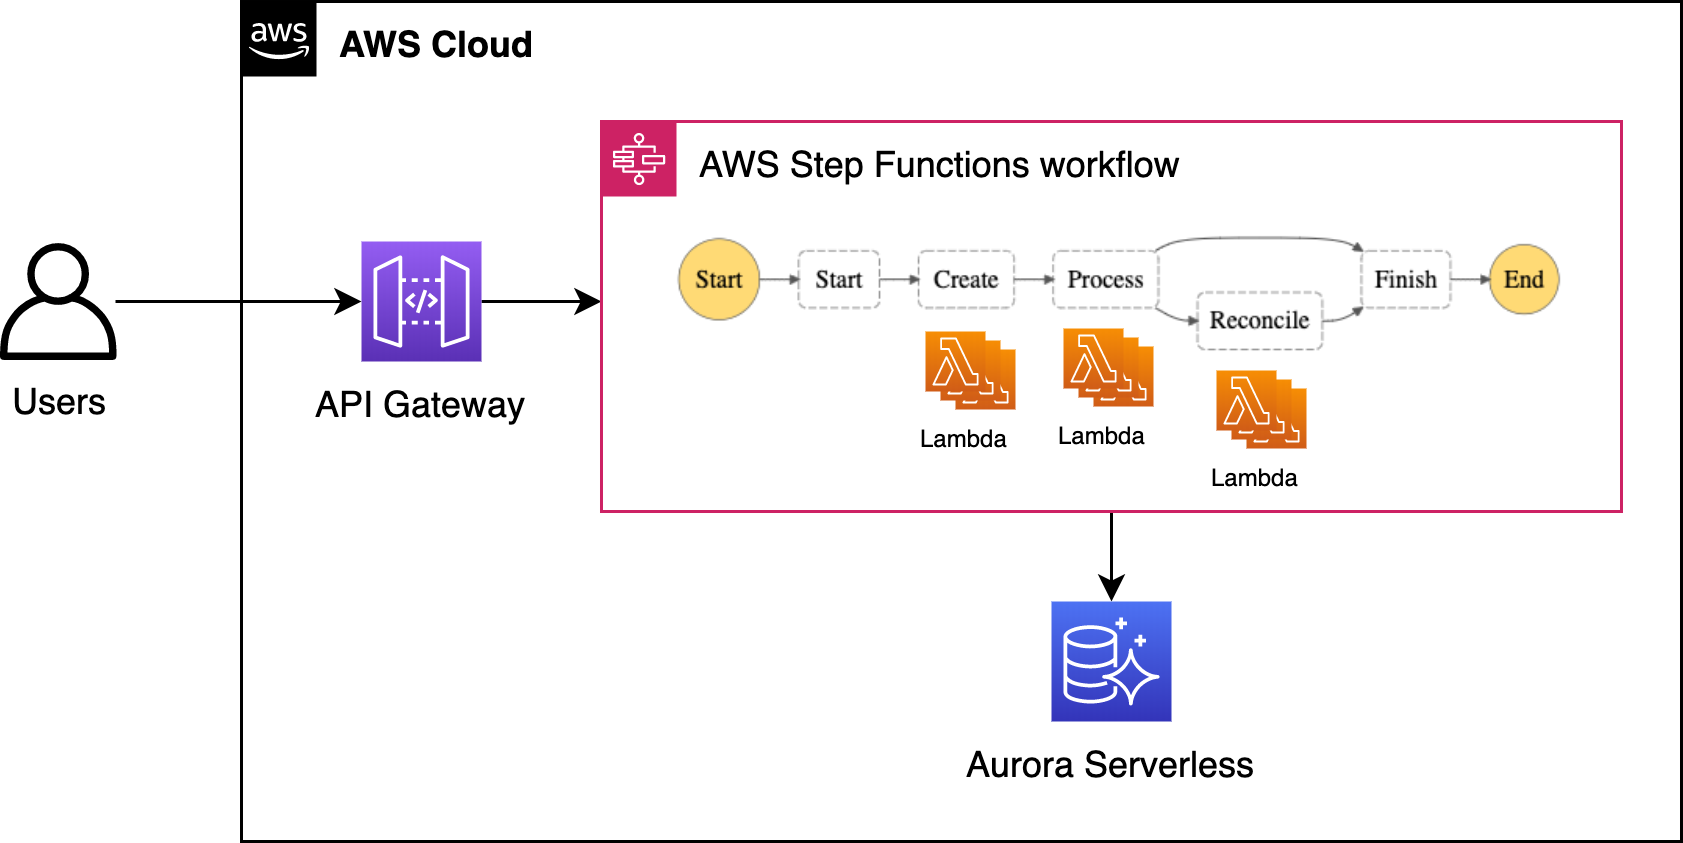 aws
AWS Cloud
AWS Step Functions workflow
Start
Start
Create
Process
Reconcile
Finish
End
</>
Users
API Gateway
Lambda
Lambda
Lambda
Aurora Serverless